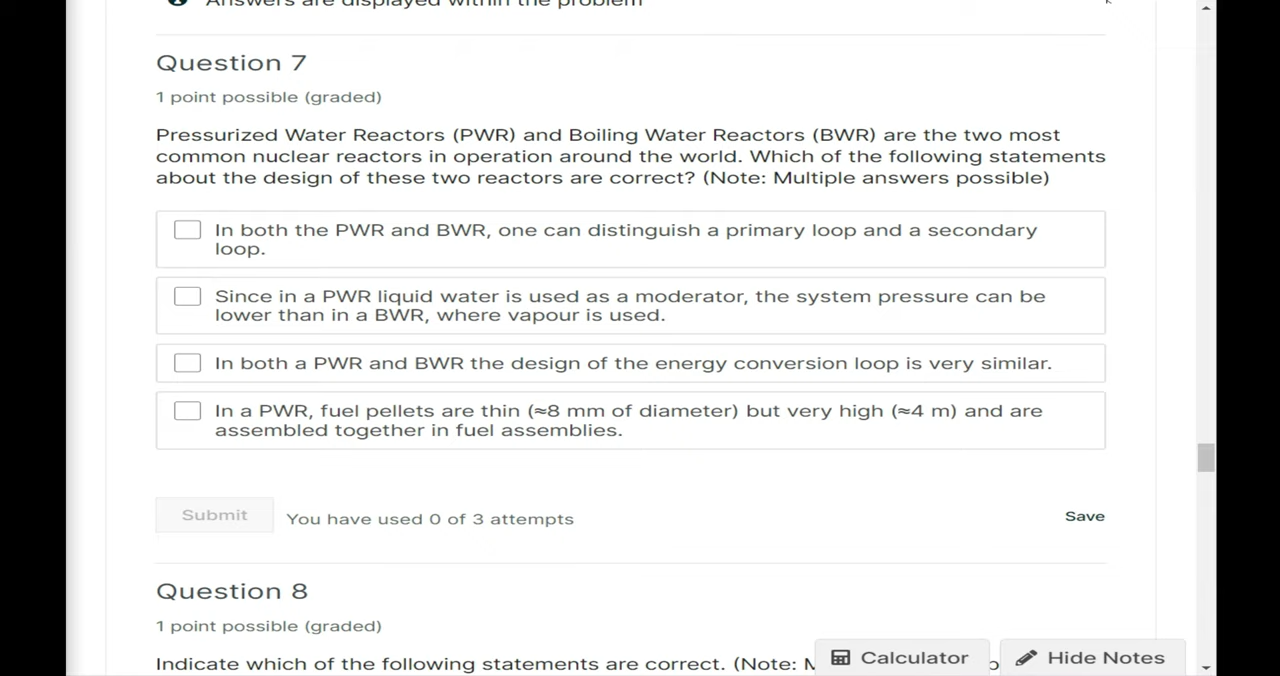 Answers are displayed within the problem
Question 7
1 point possible (graded)
Pressurized Water Reactors (PWR) and Boiling Water Reactors (BWR) are the two most
common nuclear reactors in operation around the world. Which of the following statements
about the design of these two reactors are correct? (Note: Multiple answers possible)
In both the PWR and BWR, one can distinguish a primary loop and a secondary
loop.
Since in a PWR liquid water is used as a moderator, the system pressure can be
lower than in a BWR, where vapour is used.
In both a PWR and BWR the design of the energy conversion loop is very similar.
In a PWR, fuel pellets are thin (≈8 mm of diameter) but very high (≈4 m) and are
assembled together in fuel assemblies.
Submit You have used 0 of 3 attempts Save
Question 8
1 point possible (graded)
Indicate which of the following statements are correct. (Note:
Calculator Hide Notes